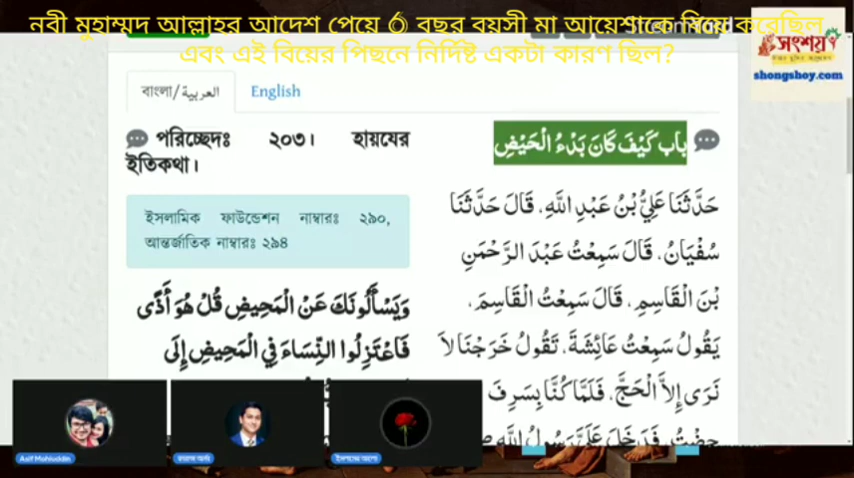 নবী মুহাম্মদ আল্লাহর আদেশ পেয়ে 6 বছর বয়সী মা আয়েশাকে বিয়ে করেছিল
এবং এই বিয়ের পিছনে নির্দিষ্ট একটা কারণ ছিল?
সংশয়
shongshoy.com
বাংলা/العربية
English
পরিচ্ছেদঃ ২০৩। হায়যের
ইতিকথা।
ইসলামিক ফাউন্ডেশন নাম্বারঃ ২৯০,
আন্তর্জাতিক নাম্বারঃ ২৯৪
وَيَسْأَلُونَكَ عَنِ الْمَحِيضِ قُلْ هُوَ أَذًى
فَاعْتَزِلُوا النِّسَاءَ فِي الْمَحِيضِ إِلَى
باب كَيْفَ كَانَ بَدْءُ الْحَيْضِ
حَدَّثَنَا عَلِيُّ بْنُ عَبْدِ اللَّهِ، قَالَ حَدَّثَنَا
سُفْيَانُ، قَالَ سَمِعْتُ عَبْدَ الرَّحْمَنِ
بْنَ الْقَاسِمِ، قَالَ سَمِعْتُ الْقَاسِمَ،
يَقُولُ سَمِعْتُ عَائِشَةَ، تَقُولُ خَرَجْنَا لاَ
نَرَى إِلاَّ الْحَجَّ، فَلَمَّا كُنَّا بِسَرِفَ
حِضْتُ، فَدَخَلَ عَلَىَّ رَسُولُ اللَّهِ
Asif Mohiuddin